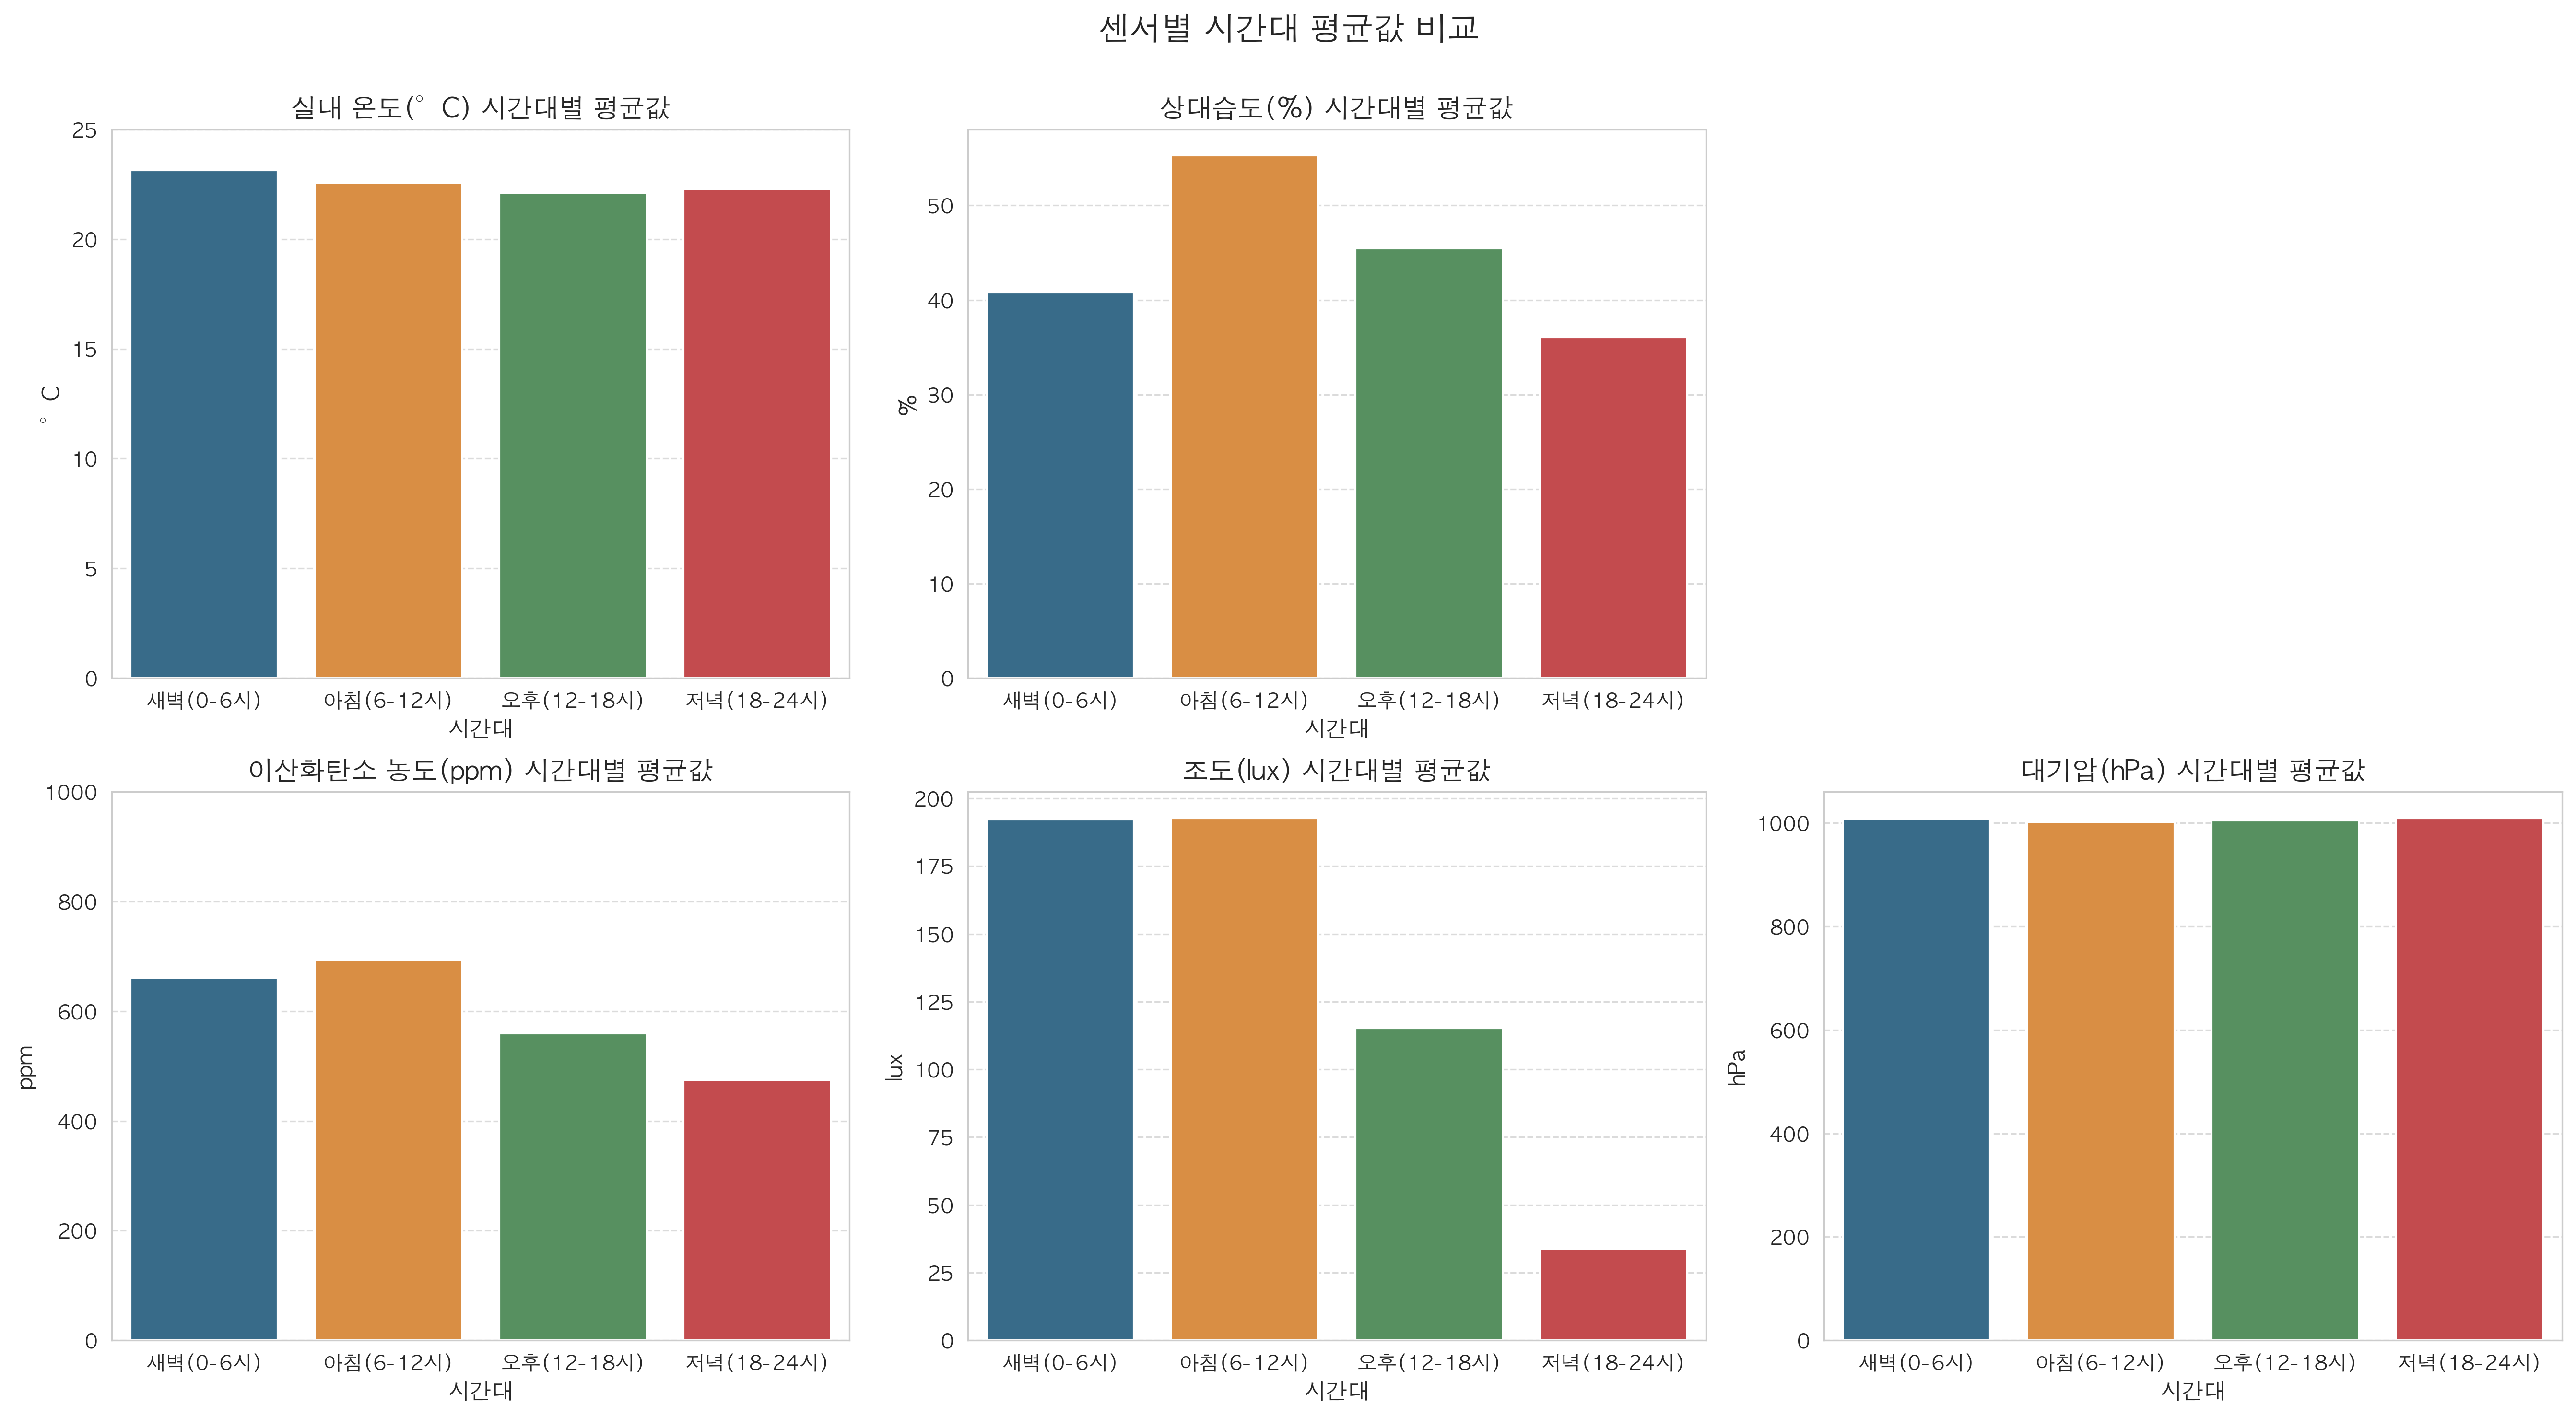 센서별 시간대 평균값 비교
실내 온도(°C) 시간대별 평균값
25
20
15
10
5
0
°C
새벽(0-6시) 아침(6-12시) 오후(12-18시) 저녁(18-24시)
시간대
상대습도(%) 시간대별 평균값
50
40
30
20
10
0
%
새벽(0-6시) 아침(6-12시) 오후(12-18시) 저녁(18-24시)
시간대
이산화탄소 농도(ppm) 시간대별 평균값
1000
800
600
400
200
0
ppm
새벽(0-6시) 아침(6-12시) 오후(12-18시) 저녁(18-24시)
시간대
조도(lux) 시간대별 평균값
200
175
150
125
100
75
50
25
0
lux
새벽(0-6시) 아침(6-12시) 오후(12-18시) 저녁(18-24시)
시간대
대기압(hPa) 시간대별 평균값
1000
800
600
400
200
0
hPa
새벽(0-6시) 아침(6-12시) 오후(12-18시) 저녁(18-24시)
시간대